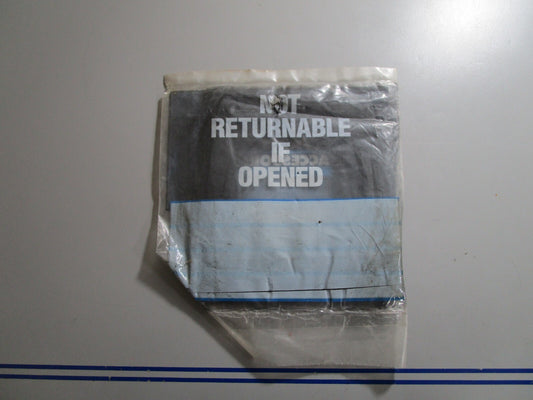 NOT
RETURNABLE
IF
OPENED